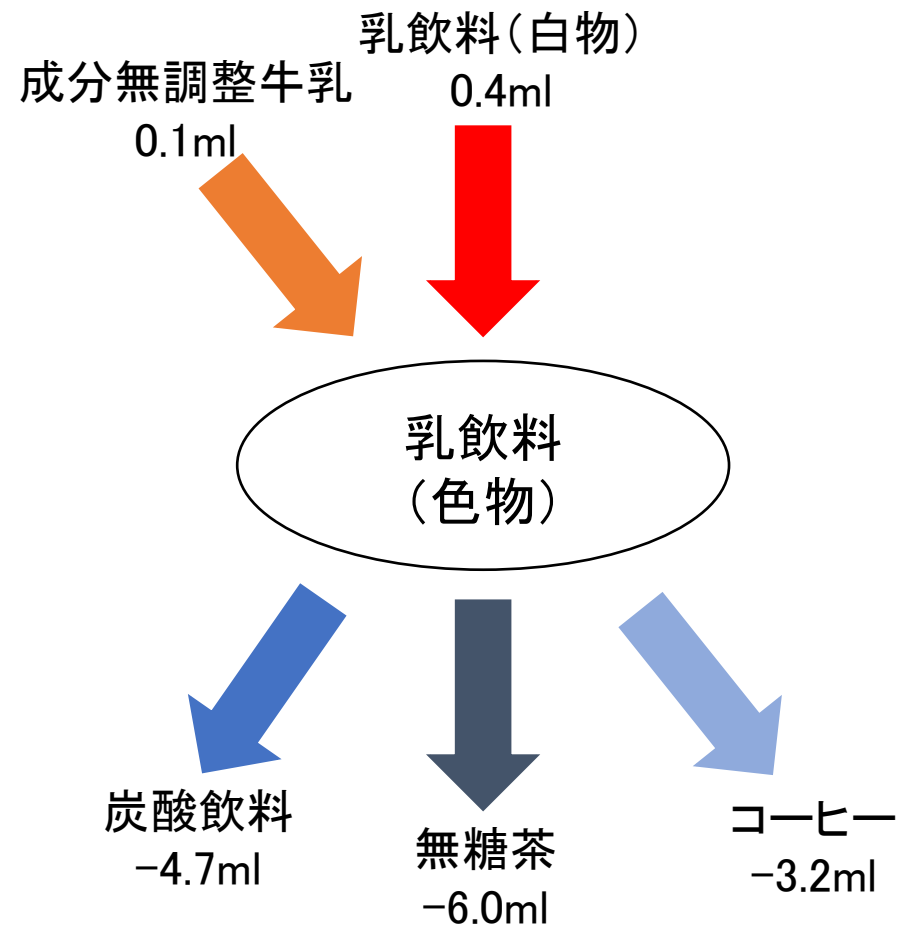 乳飲料(白物)
0.4ml
成分無調整牛乳
0.1ml
乳飲料
(色物)
炭酸飲料
−4.7ml
無糖茶
−6.0ml
コーヒー
−3.2ml